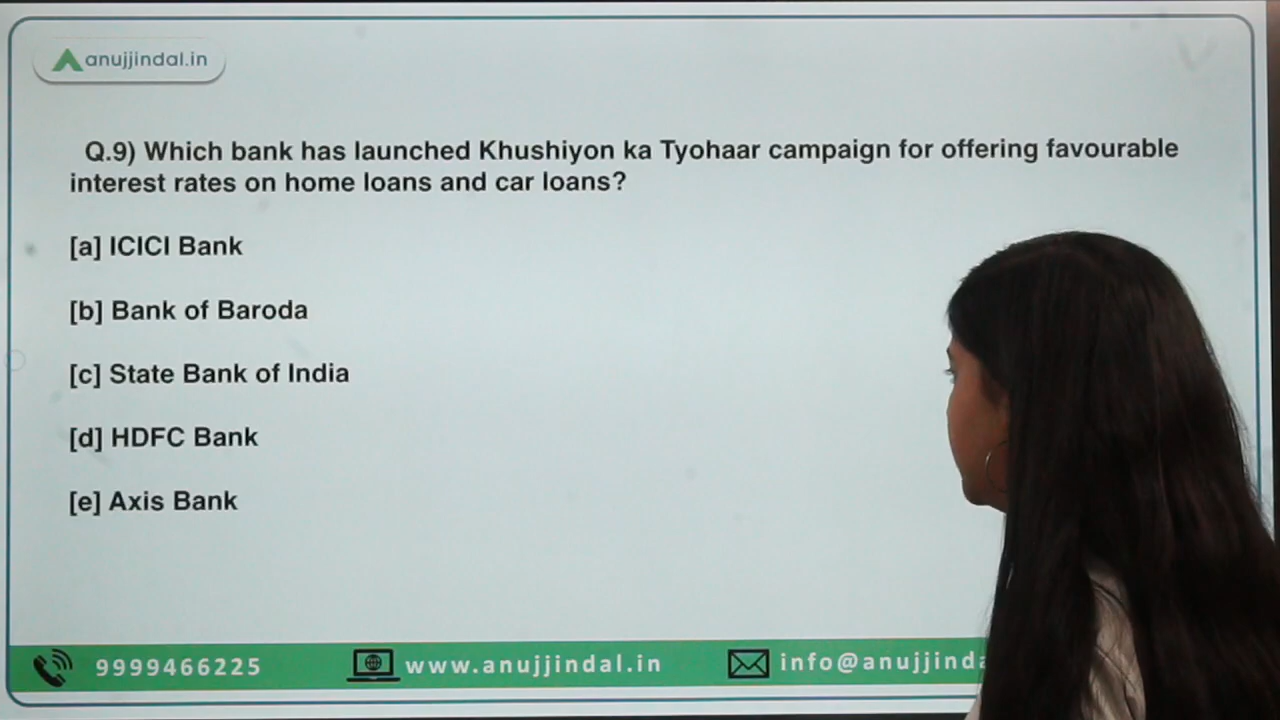 anujjindal.in
Q.9) Which bank has launched Khushiyon ka Tyohaar campaign for offering favourable
interest rates on home loans and car loans?
[a] ICICI Bank
[b] Bank of Baroda
[c] State Bank of India
[d] HDFC Bank
[e] Axis Bank
9999466225 www.anujjindal.in info@anujjinda